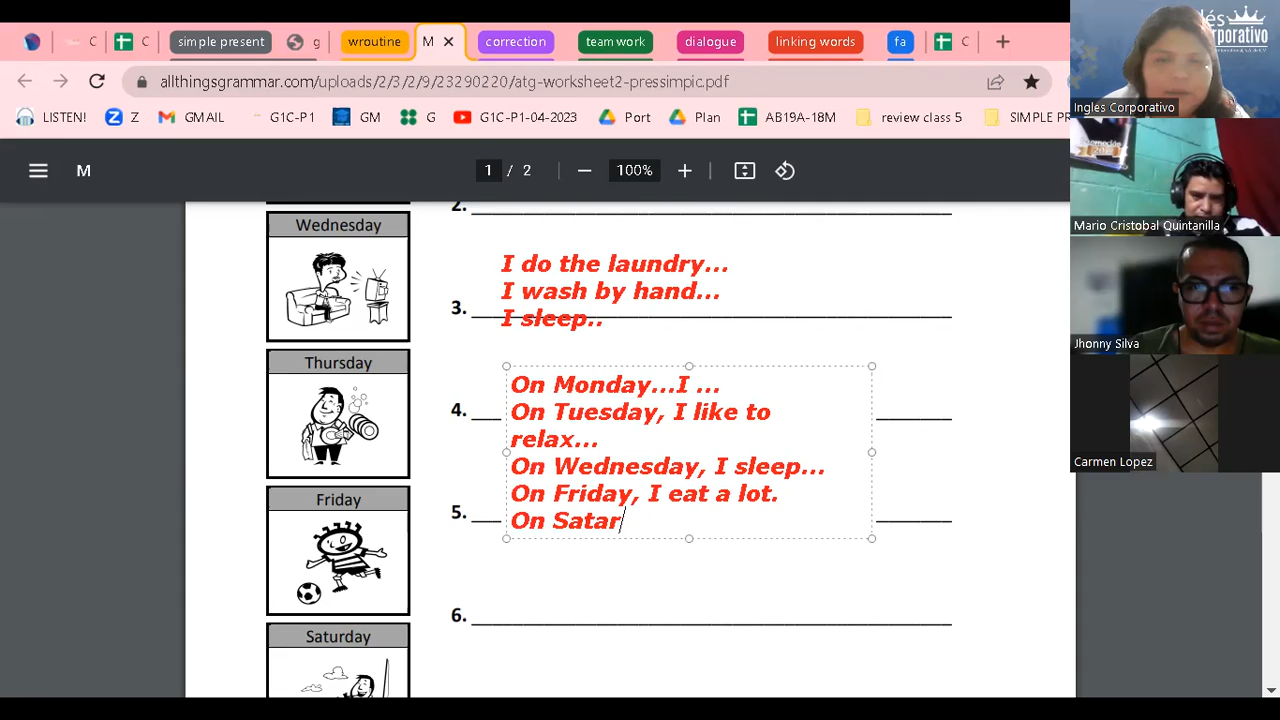 C
C
simple present
g
wroutine
M
correction
team work
dialogue
linking words
fa
C
allthingsgrammar.com/uploads/2/3/2/9/23290220/atg-worksheet2-pressimpic.pdf
LISTEN!
Z
GMAIL
G1C-P1
GM
G
G1C-P1-04-2023
Port
Plan
AB19A-18M
review class 5
SIMPLE PR
M
1 / 2
100%
Wednesday
2.
I do the laundry...
I wash by hand...
3.
I sleep..
Thursday
On Monday...I ...
4.
On Tuesday, I like to
relax...
On Wednesday, I sleep...
Friday
On Friday, I eat a lot.
5.
On Satar
6.
Saturday
Ingles Corporativo
Mario Cristobal Quintanilla
Jhonny Silva
Carmen Lopez